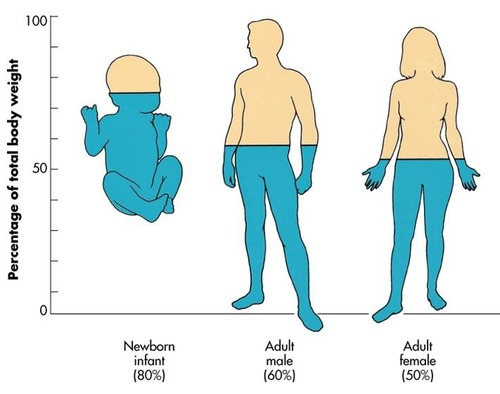 Percentage of total body weight
100
50
0
Newborn
infant
(80%)
Adult
male
(60%)
Adult
female
(50%)